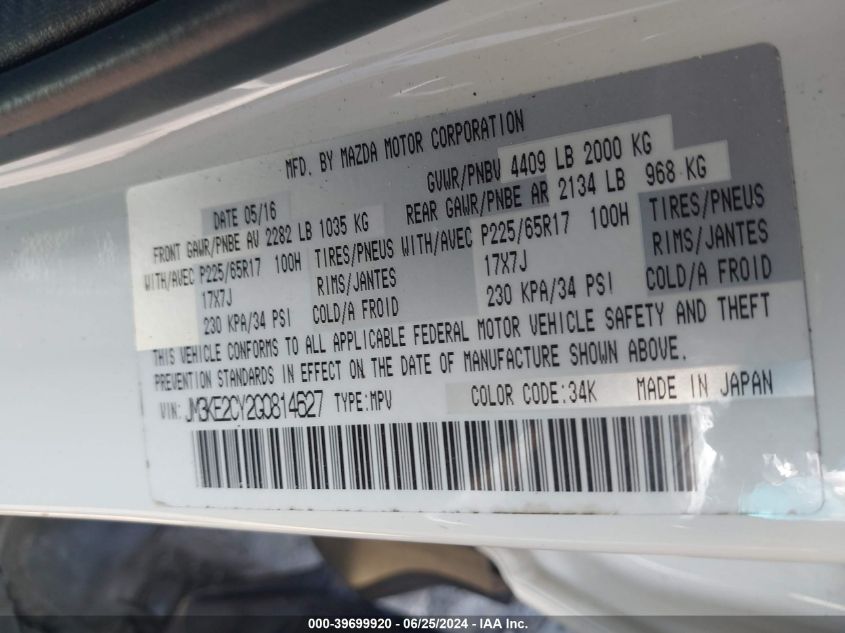 MFD. BY MAZDA MOTOR CORPORATION
DATE 05/16
GVWR/PNBV 4409 LB 2000 KG
FRONT GAWR/PNBE AV 2282 LB 1035 KG
REAR GAWR/PNBE AR 2134 LB 968 KG
WITH/AVEC P225/65R17 100H TIRES/PNEUS
17X7J RIMS/JANTES
230 KPA/34 PSI COLD/A FROID
WITH/AVEC P225/65R17 100H TIRES/PNEUS
17X7J RIMS/JANTES
230 KPA/34 PSI COLD/A FROID
THIS VEHICLE CONFORMS TO ALL APPLICABLE FEDERAL MOTOR VEHICLE SAFETY AND THEFT
PREVENTION STANDARDS IN EFFECT ON THE DATE OF MANUFACTURE SHOWN ABOVE.
VIN: JM3KE2CY2G0814527 TYPE:MPV COLOR CODE:34K MADE IN JAPAN
000-39699920 - 06/25/2024 - IAA Inc.